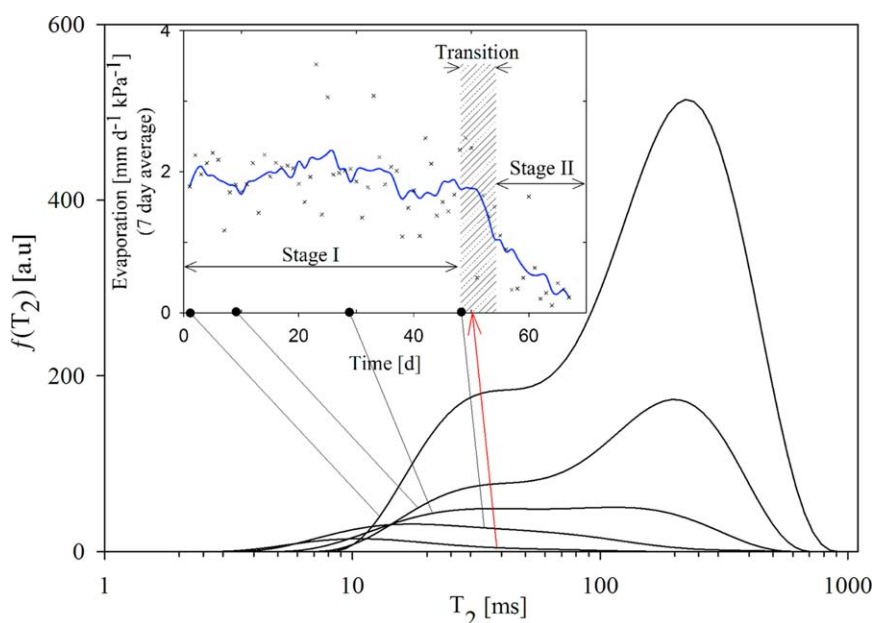 600
400
200
0
f(T2) [a.u]
1
10
100
1000
T2 [ms]
4
2
0
Evaporation [mm d-1 kPa-1]
(7 day average)
Transition
Stage II
Stage I
0
20
40
60
Time [d]